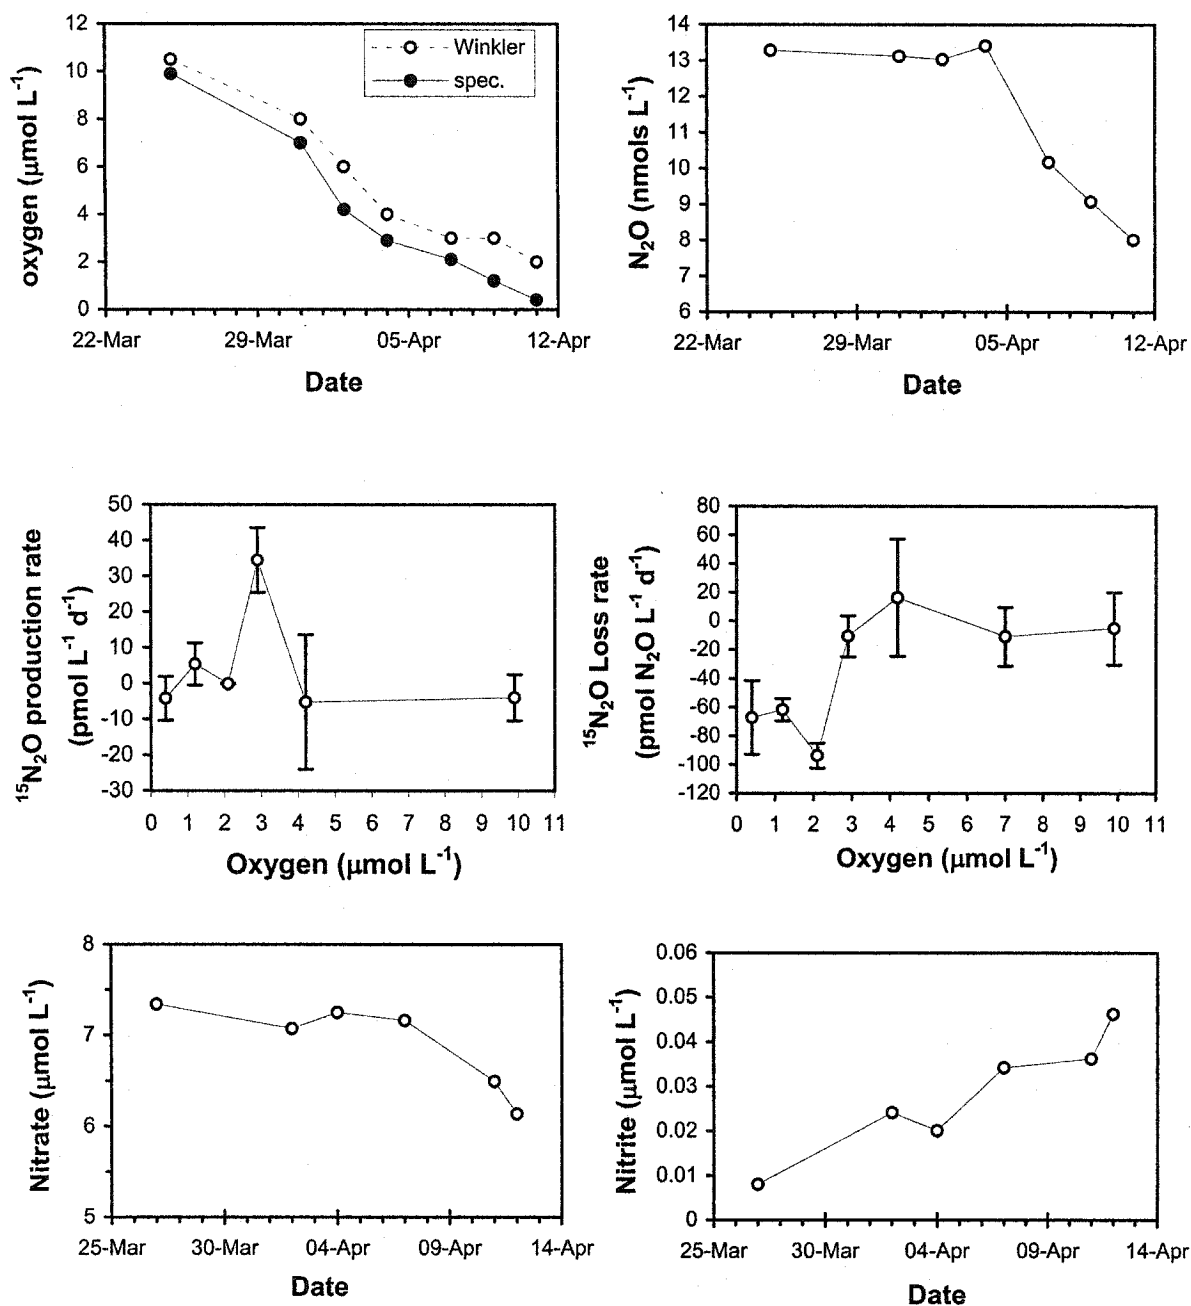 12
10
8
6
4
2
0
oxygen (µmol L⁻¹)
Winkler
spec.
22-Mar 29-Mar 05-Apr 12-Apr
Date
14
13
12
11
10
9
8
7
6
N₂O (nmols L⁻¹)
22-Mar 29-Mar 05-Apr 12-Apr
Date
50
40
30
20
10
0
-10
-20
-30
¹⁵N₂O production rate
(pmol L⁻¹ d⁻¹)
0 1 2 3 4 5 6 7 8 9 10 11
Oxygen (µmol L⁻¹)
80
60
40
20
0
-20
-40
-60
-80
-100
-120
¹⁵N₂O Loss rate
(pmol N₂O L⁻¹ d⁻¹)
0 1 2 3 4 5 6 7 8 9 10 11
Oxygen (µmol L⁻¹)
8
7
6
5
Nitrate (µmol L⁻¹)
25-Mar 30-Mar 04-Apr 09-Apr 14-Apr
Date
0.06
0.05
0.04
0.03
0.02
0.01
0
Nitrite (µmol L⁻¹)
25-Mar 30-Mar 04-Apr 09-Apr 14-Apr
Date